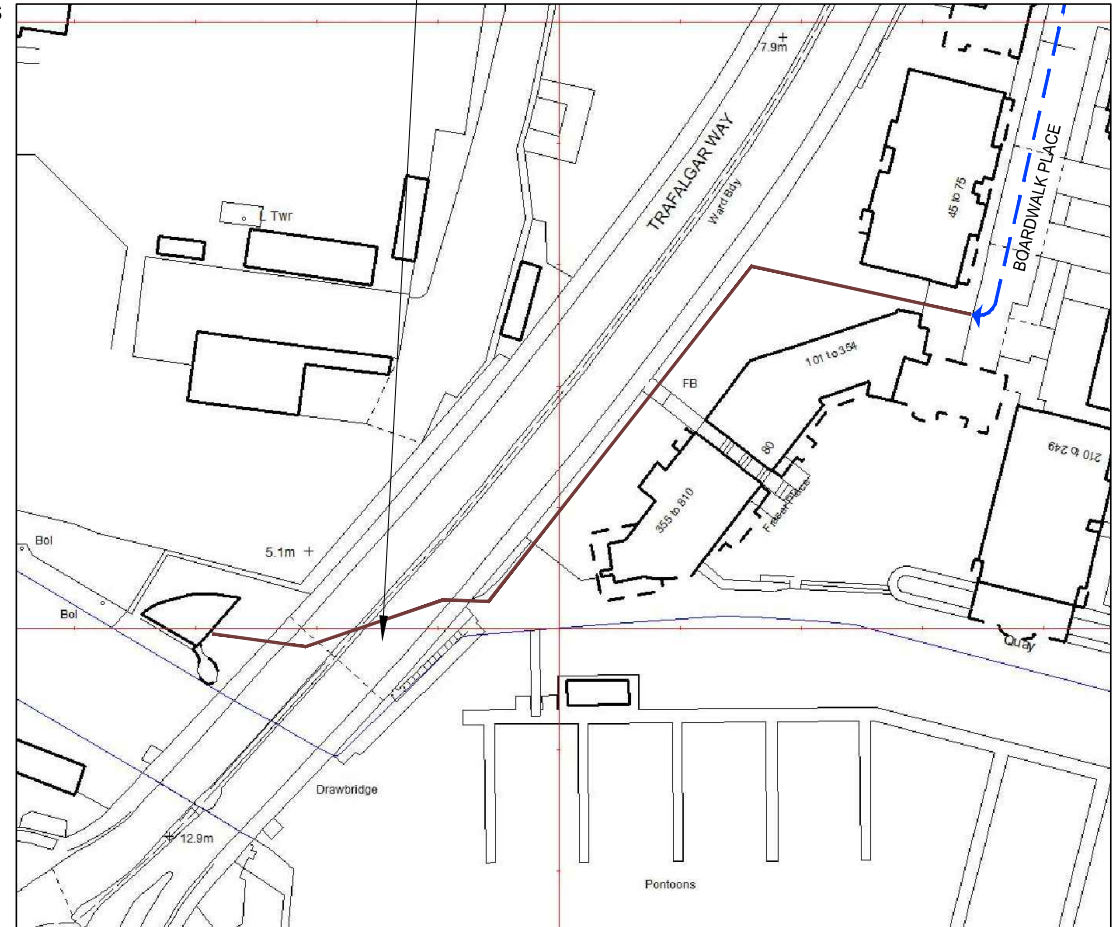 7.9m
TRAFALGAR WAY
Ward Bdy
BOARDWALK PLACE
45 to 75
L Twr
101 to 354
FB
80
210 to 249
355 to 810
Fraser Place
5.1m
Bol
Bol
Quay
Drawbridge
12.9m
Pontoons